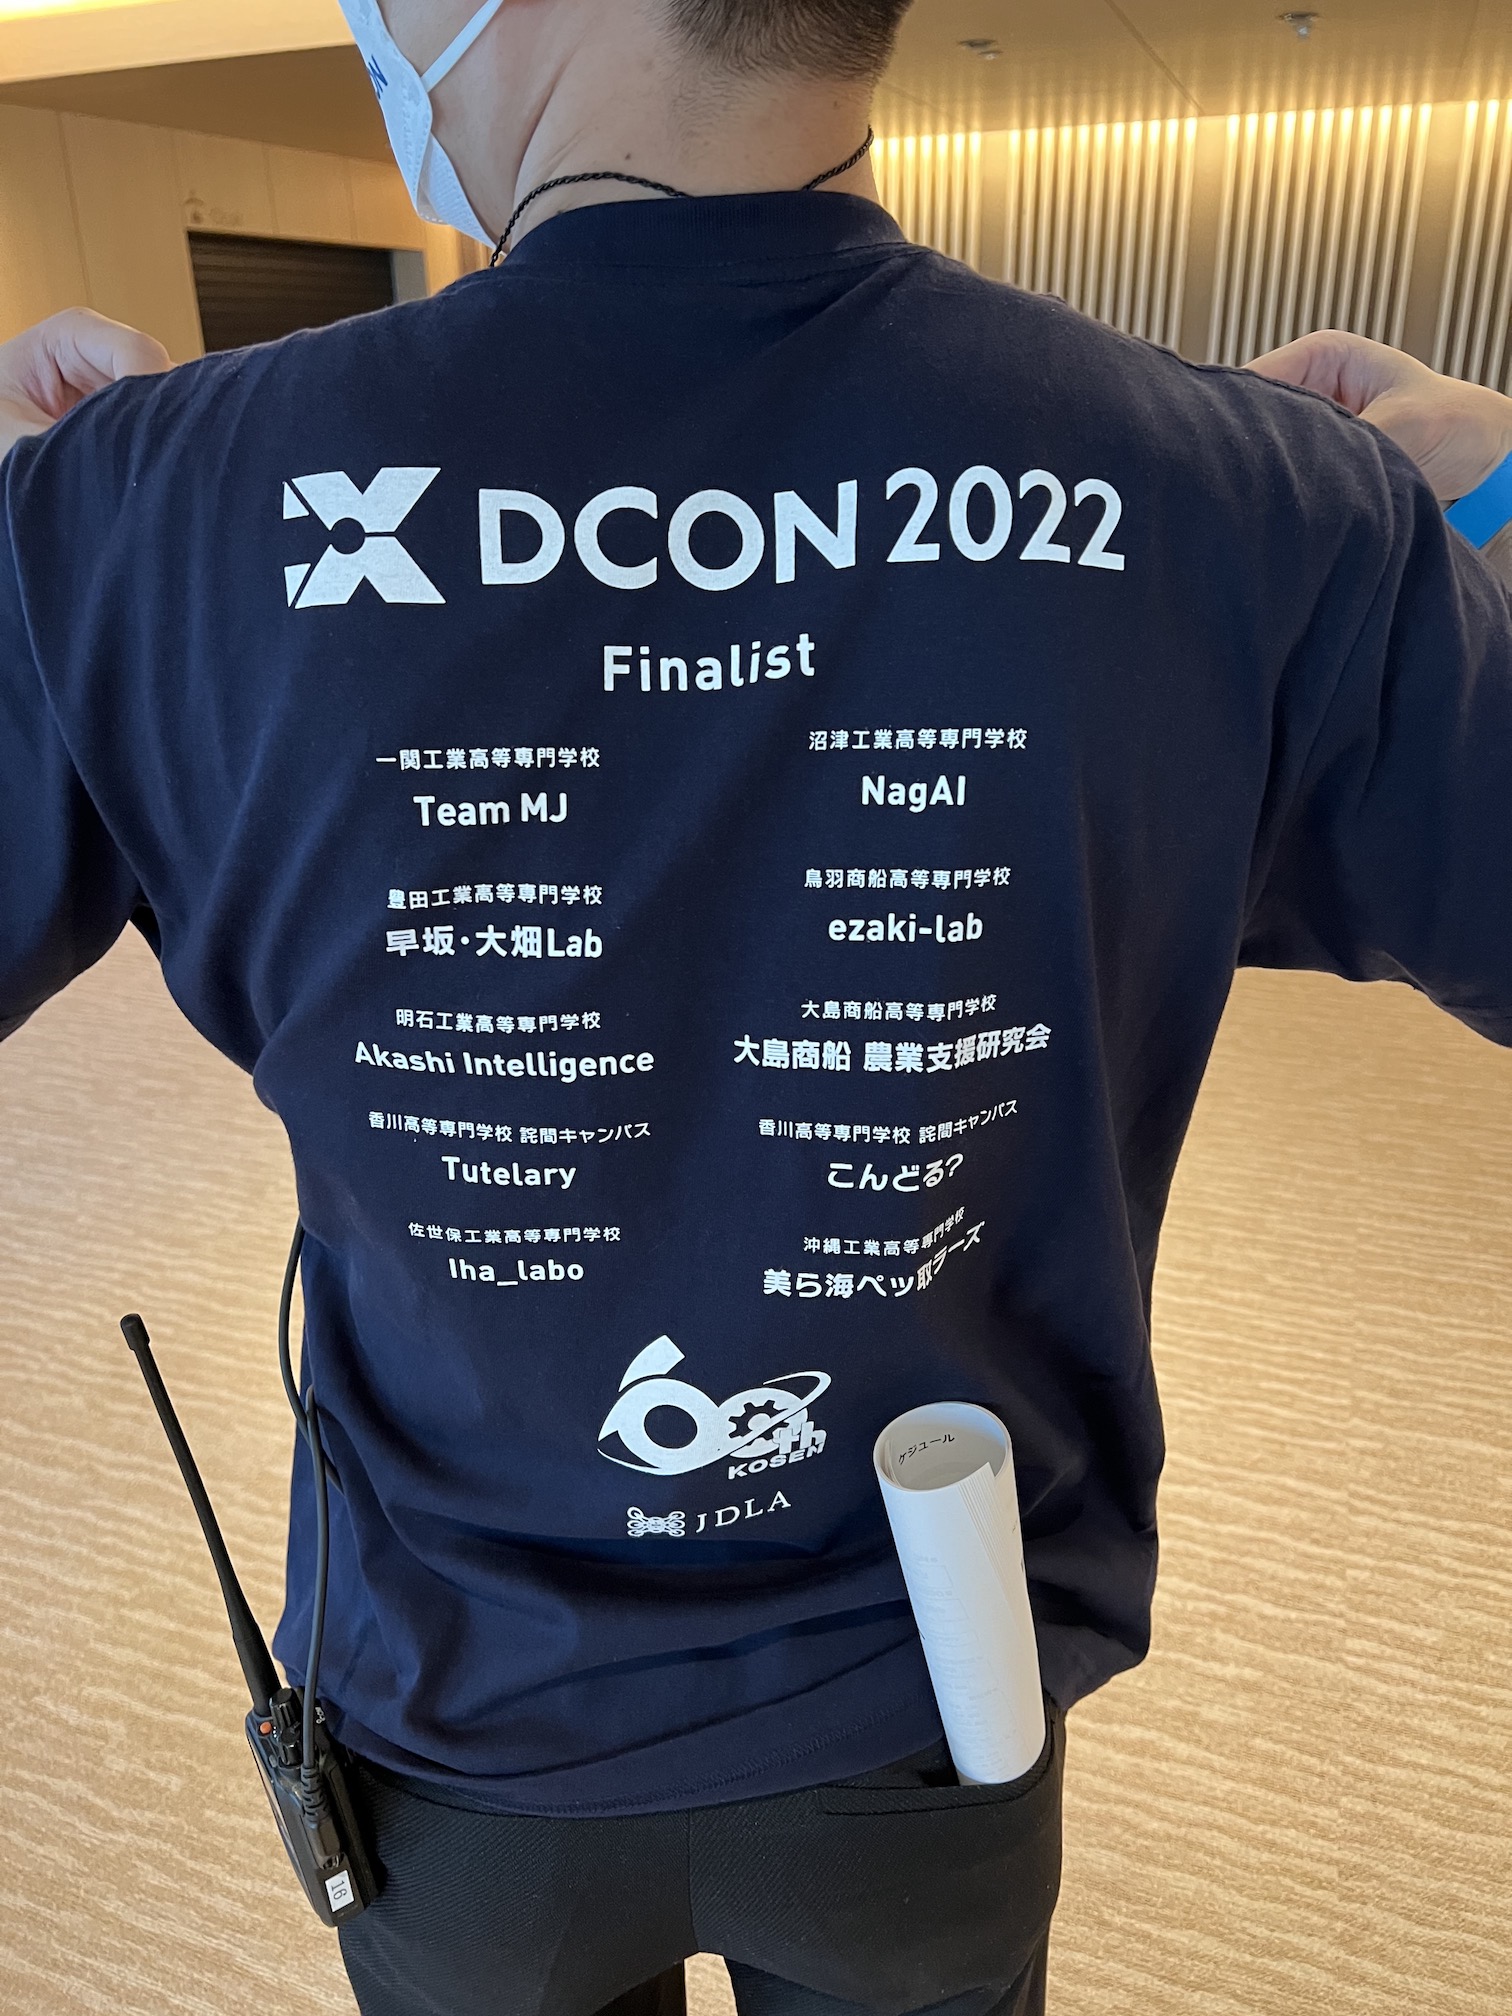 DCON 2022
Finalist
一関工業高等専門学校
Team MJ
沼津工業高等専門学校
NagAI
豊田工業高等専門学校
早坂・大畑Lab
鳥羽商船高等専門学校
ezaki-lab
明石工業高等専門学校
Akashi Intelligence
大島商船高等専門学校
大島商船 農業支援研究会
香川高等専門学校 詫間キャンパス
Tutelary
香川高等専門学校 詫間キャンパス
こんどる?
佐世保工業高等専門学校
Iha_labo
沖縄工業高等専門学校
美ら海ペッ取ラーズ
60th
KOSEN
JDLA
ケジュール
16